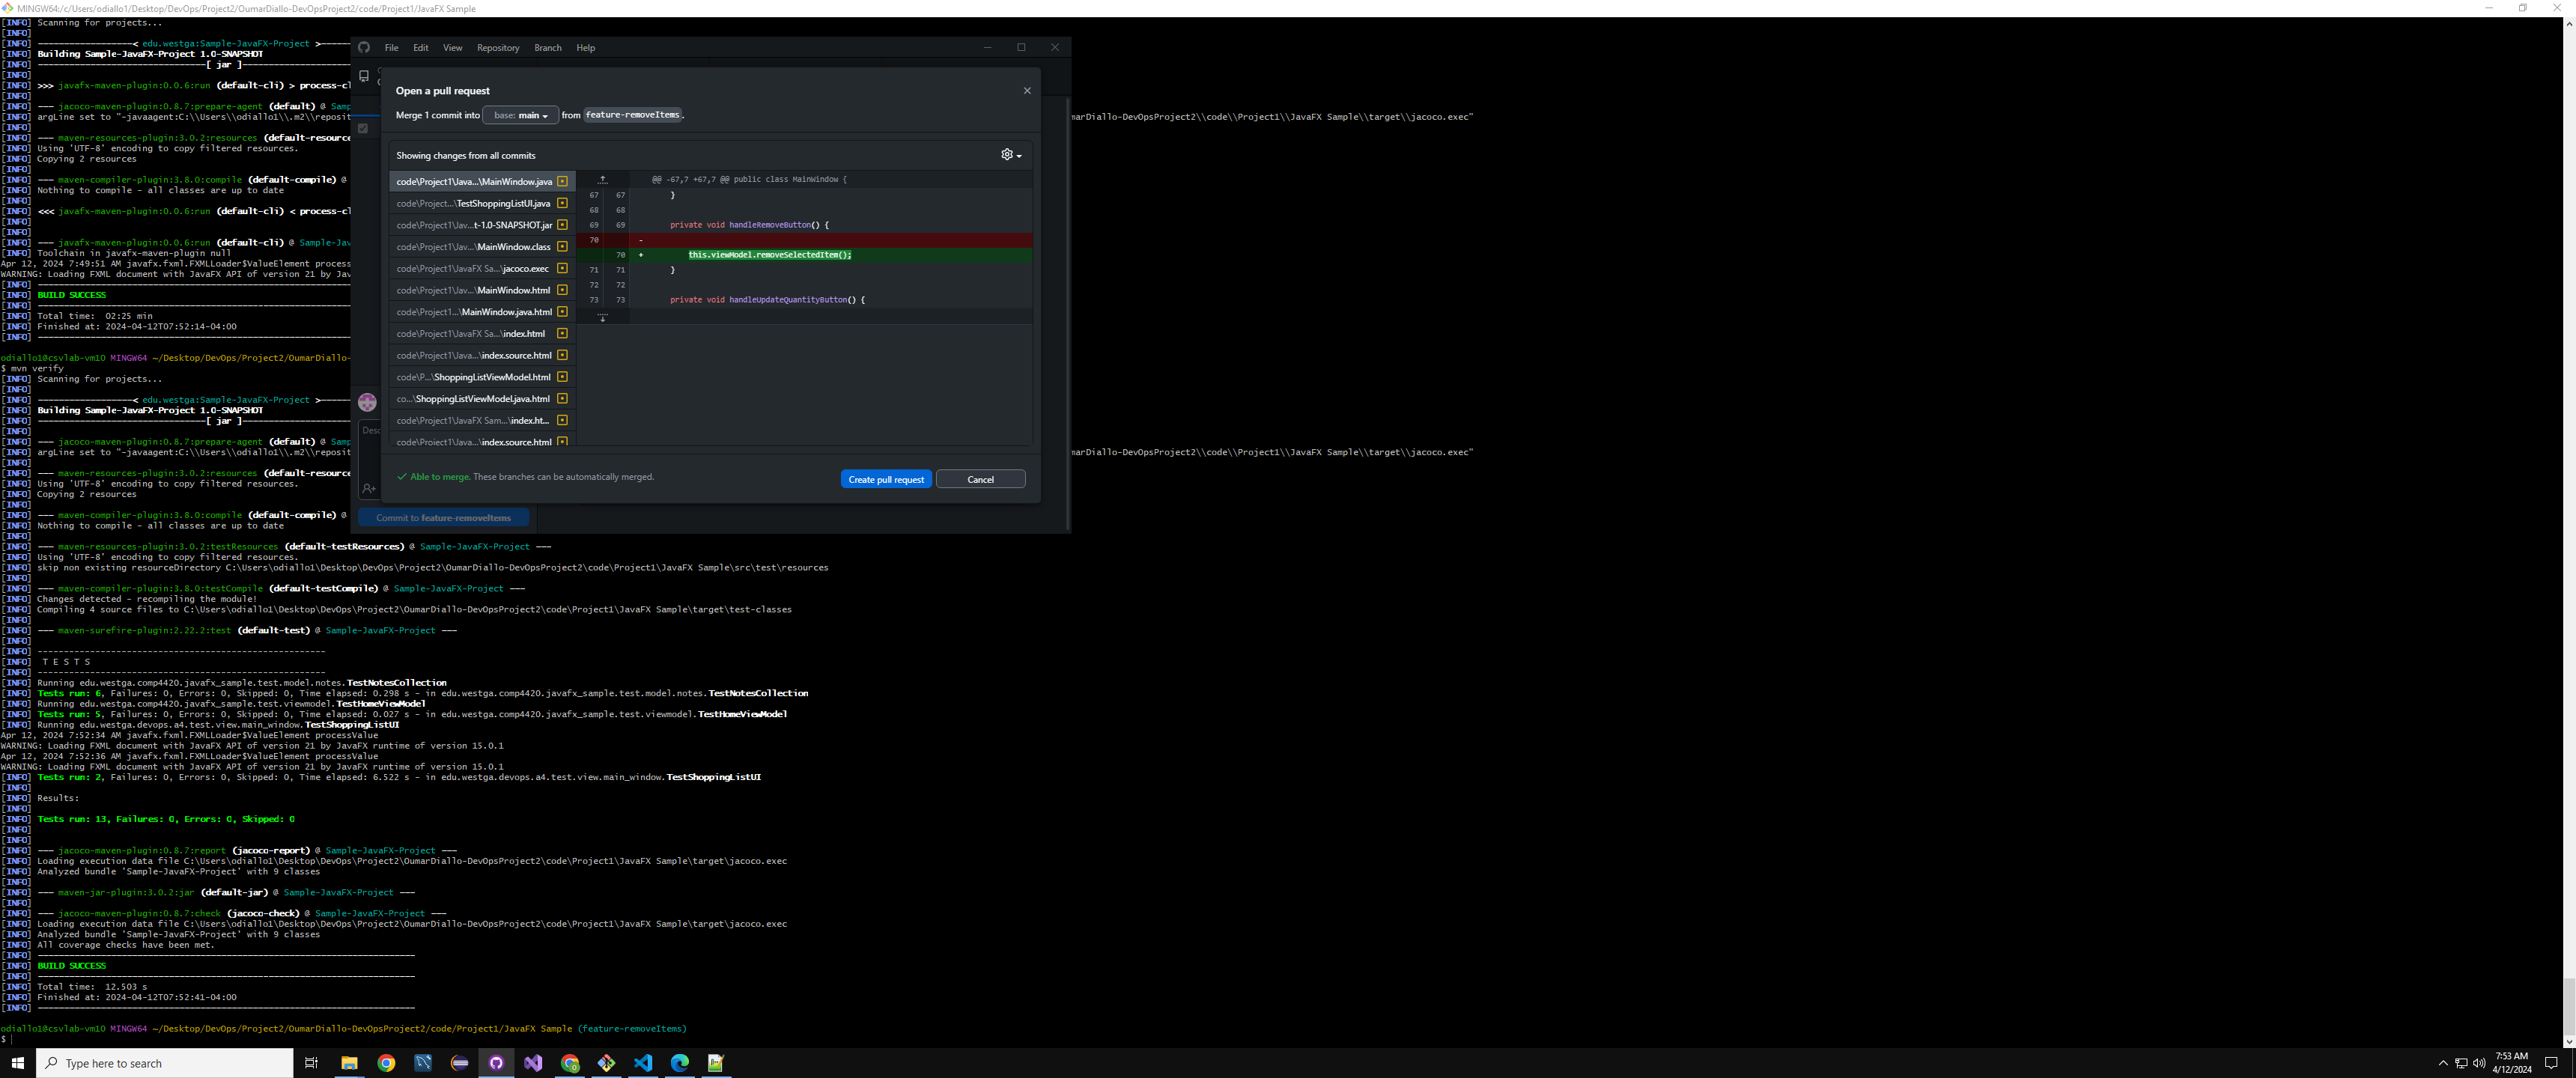 MINGW64:/c/Users/odiallo1/Desktop/DevOps/Project2/OumarDiallo-DevOpsProject2/code/Project1/JavaFX Sample
[INFO] Scanning for projects...
[INFO]
[INFO] ------------------< edu.westga:Sample-JavaFX-Project >------
[INFO] Building Sample-JavaFX-Project 1.0-SNAPSHOT
[INFO] --------------------------------[ jar ]---------------------
[INFO]
[INFO] >>> javafx-maven-plugin:0.0.6:run (default-cli) > process-cl
[INFO]
[INFO] --- jacoco-maven-plugin:0.8.7:prepare-agent (default) @ Samp
[INFO] argLine set to "-javaagent:C:\\Users\\odiallo1\\.m2\\reposit
marDiallo-DevOpsProject2\\code\\Project1\\JavaFX Sample\\target\\jacoco.exec"
[INFO]
[INFO] --- maven-resources-plugin:3.0.2:resources (default-resource
[INFO] Using 'UTF-8' encoding to copy filtered resources.
[INFO] Copying 2 resources
[INFO]
[INFO] --- maven-compiler-plugin:3.8.0:compile (default-compile) @
[INFO] Nothing to compile - all classes are up to date
[INFO]
[INFO] <<< javafx-maven-plugin:0.0.6:run (default-cli) < process-cl
[INFO]
[INFO]
[INFO] --- javafx-maven-plugin:0.0.6:run (default-cli) @ Sample-Jav
[INFO] Toolchain in javafx-maven-plugin null
Apr 12, 2024 7:49:51 AM javafx.fxml.FXMLLoader$ValueElement process
WARNING: Loading FXML document with JavaFX API of version 21 by Jav
[INFO] ------------------------------------------------------------
[INFO] BUILD SUCCESS
[INFO] ------------------------------------------------------------
[INFO] Total time:  02:25 min
[INFO] Finished at: 2024-04-12T07:52:14-04:00
[INFO] ------------------------------------------------------------
odiallo1@csvlab-vm10 MINGW64 ~/Desktop/DevOps/Project2/OumarDiallo-
$ mvn verify
[INFO] Scanning for projects...
[INFO]
[INFO] ------------------< edu.westga:Sample-JavaFX-Project >------
[INFO] Building Sample-JavaFX-Project 1.0-SNAPSHOT
[INFO] --------------------------------[ jar ]---------------------
[INFO]
[INFO] --- jacoco-maven-plugin:0.8.7:prepare-agent (default) @ Samp
[INFO] argLine set to "-javaagent:C:\\Users\\odiallo1\\.m2\\reposit
marDiallo-DevOpsProject2\\code\\Project1\\JavaFX Sample\\target\\jacoco.exec"
[INFO]
[INFO] --- maven-resources-plugin:3.0.2:resources (default-resource
[INFO] Using 'UTF-8' encoding to copy filtered resources.
[INFO] Copying 2 resources
[INFO]
[INFO] --- maven-compiler-plugin:3.8.0:compile (default-compile) @
[INFO] Nothing to compile - all classes are up to date
[INFO]
[INFO] --- maven-resources-plugin:3.0.2:testResources (default-testResources) @ Sample-JavaFX-Project ---
[INFO] Using 'UTF-8' encoding to copy filtered resources.
[INFO] skip non existing resourceDirectory C:\Users\odiallo1\Desktop\DevOps\Project2\OumarDiallo-DevOpsProject2\code\Project1\JavaFX Sample\src\test\resources
[INFO]
[INFO] --- maven-compiler-plugin:3.8.0:testCompile (default-testCompile) @ Sample-JavaFX-Project ---
[INFO] Changes detected - recompiling the module!
[INFO] Compiling 4 source files to C:\Users\odiallo1\Desktop\DevOps\Project2\OumarDiallo-DevOpsProject2\code\Project1\JavaFX Sample\target\test-classes
[INFO]
[INFO] --- maven-surefire-plugin:2.22.2:test (default-test) @ Sample-JavaFX-Project ---
[INFO]
[INFO] -------------------------------------------------------
[INFO]  T E S T S
[INFO] -------------------------------------------------------
[INFO] Running edu.westga.comp4420.javafx_sample.test.model.notes.TestNotesCollection
[INFO] Tests run: 6, Failures: 0, Errors: 0, Skipped: 0, Time elapsed: 0.298 s - in edu.westga.comp4420.javafx_sample.test.model.notes.TestNotesCollection
[INFO] Running edu.westga.comp4420.javafx_sample.test.viewmodel.TestHomeViewModel
[INFO] Tests run: 5, Failures: 0, Errors: 0, Skipped: 0, Time elapsed: 0.027 s - in edu.westga.comp4420.javafx_sample.test.viewmodel.TestHomeViewModel
[INFO] Running edu.westga.devops.a4.test.view.main_window.TestShoppingListUI
Apr 12, 2024 7:52:34 AM javafx.fxml.FXMLLoader$ValueElement processValue
WARNING: Loading FXML document with JavaFX API of version 21 by JavaFX runtime of version 15.0.1
Apr 12, 2024 7:52:36 AM javafx.fxml.FXMLLoader$ValueElement processValue
WARNING: Loading FXML document with JavaFX API of version 21 by JavaFX runtime of version 15.0.1
[INFO] Tests run: 2, Failures: 0, Errors: 0, Skipped: 0, Time elapsed: 6.522 s - in edu.westga.devops.a4.test.view.main_window.TestShoppingListUI
[INFO]
[INFO] Results:
[INFO]
[INFO] Tests run: 13, Failures: 0, Errors: 0, Skipped: 0
[INFO]
[INFO]
[INFO] --- jacoco-maven-plugin:0.8.7:report (jacoco-report) @ Sample-JavaFX-Project ---
[INFO] Loading execution data file C:\Users\odiallo1\Desktop\DevOps\Project2\OumarDiallo-DevOpsProject2\code\Project1\JavaFX Sample\target\jacoco.exec
[INFO] Analyzed bundle 'Sample-JavaFX-Project' with 9 classes
[INFO]
[INFO] --- maven-jar-plugin:3.0.2:jar (default-jar) @ Sample-JavaFX-Project ---
[INFO]
[INFO] --- jacoco-maven-plugin:0.8.7:check (jacoco-check) @ Sample-JavaFX-Project ---
[INFO] Loading execution data file C:\Users\odiallo1\Desktop\DevOps\Project2\OumarDiallo-DevOpsProject2\code\Project1\JavaFX Sample\target\jacoco.exec
[INFO] Analyzed bundle 'Sample-JavaFX-Project' with 9 classes
[INFO] All coverage checks have been met.
[INFO] ------------------------------------------------------------------------
[INFO] BUILD SUCCESS
[INFO] ------------------------------------------------------------------------
[INFO] Total time:  12.503 s
[INFO] Finished at: 2024-04-12T07:52:41-04:00
[INFO] ------------------------------------------------------------------------
odiallo1@csvlab-vm10 MINGW64 ~/Desktop/DevOps/Project2/OumarDiallo-DevOpsProject2/code/Project1/JavaFX Sample (feature-removeItems)
$
File Edit View Repository Branch Help
Open a pull request
Merge 1 commit into base: main from feature-removeItems.
Showing changes from all commits
code\Project1\Java...\MainWindow.java
code\Project...\TestShoppingListUI.java
code\Project1\Jav...t-1.0-SNAPSHOT.jar
code\Project1\Jav...\MainWindow.class
code\Project1\JavaFX Sa...\jacoco.exec
code\Project1\Jav...\MainWindow.html
code\Project1...\MainWindow.java.html
code\Project1\JavaFX Sa...\index.html
code\Project1\Java...\index.source.html
code\P...\ShoppingListViewModel.html
co...\ShoppingListViewModel.java.html
code\Project1\JavaFX Sam...\index.ht...
code\Project1\Java...\index.source.html
@@ -67,7 +67,7 @@ public class MainWindow {
67 67 }
68 68
69 69 private void handleRemoveButton() {
70 -
70 + this.viewModel.removeSelectedItem();
71 71 }
72 72
73 73 private void handleUpdateQuantityButton() {
Able to merge. These branches can be automatically merged.
Create pull request
Cancel
Desc
Commit to feature-removeItems
Type here to search
7:53 AM
4/12/2024